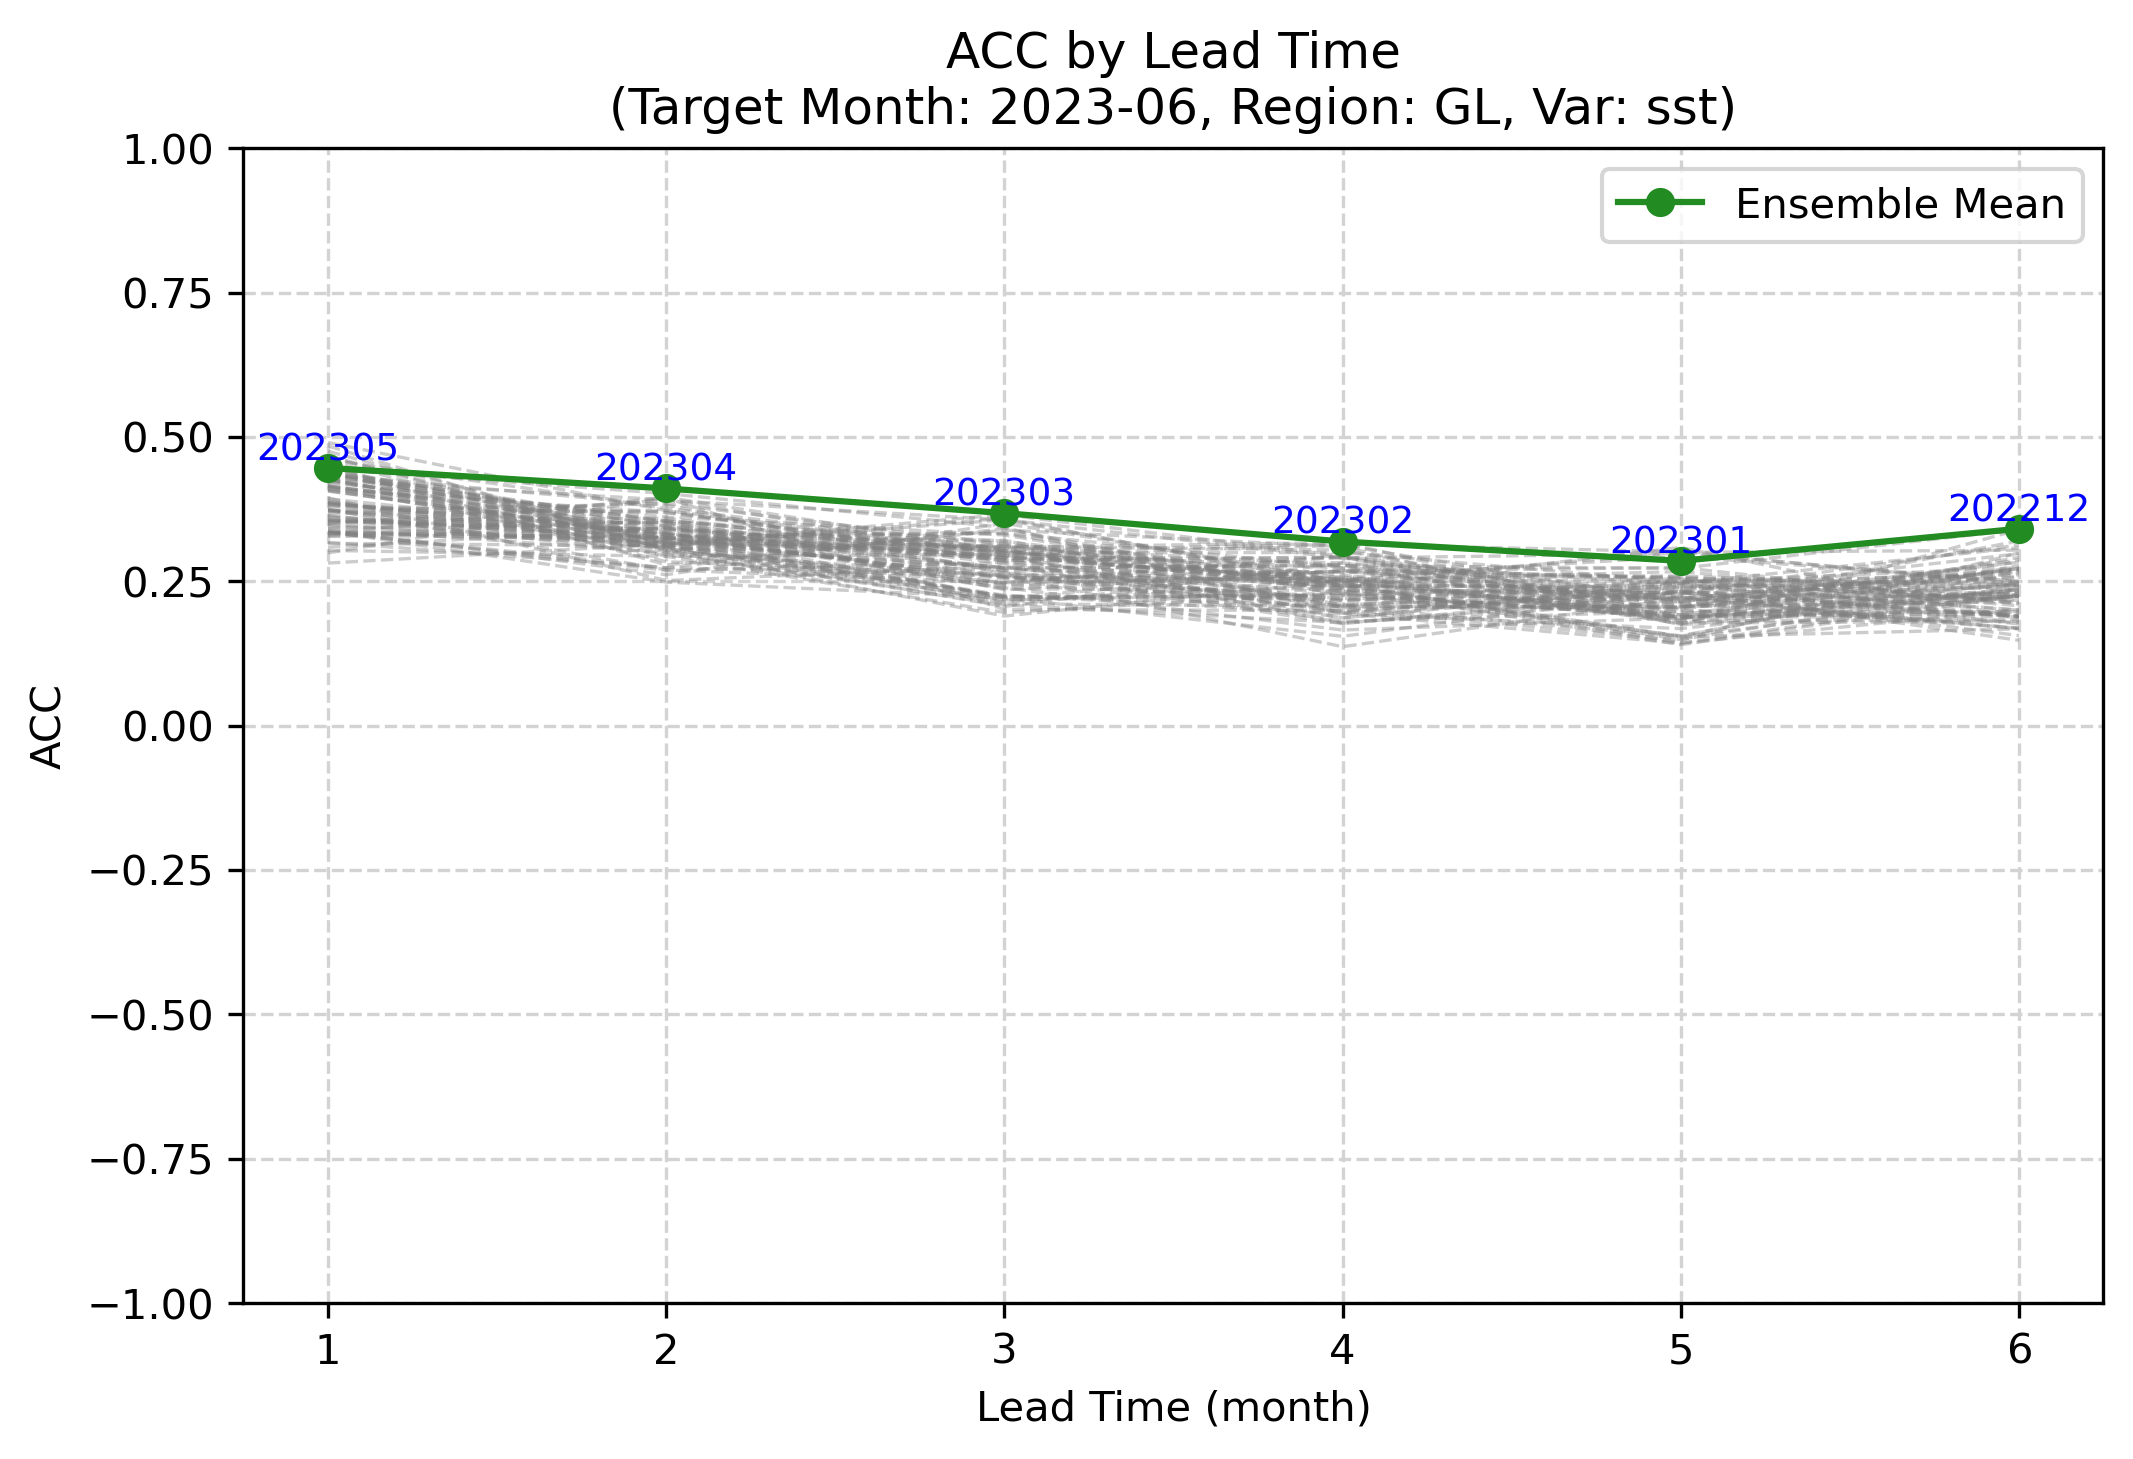 ACC by Lead Time
(Target Month: 2023-06, Region: GL, Var: sst)
1.00
0.75
0.50
0.25
0.00
−0.25
−0.50
−0.75
−1.00
ACC
Ensemble Mean
202305
202304
202303
202302
202301
202212
1 2 3 4 5 6
Lead Time (month)